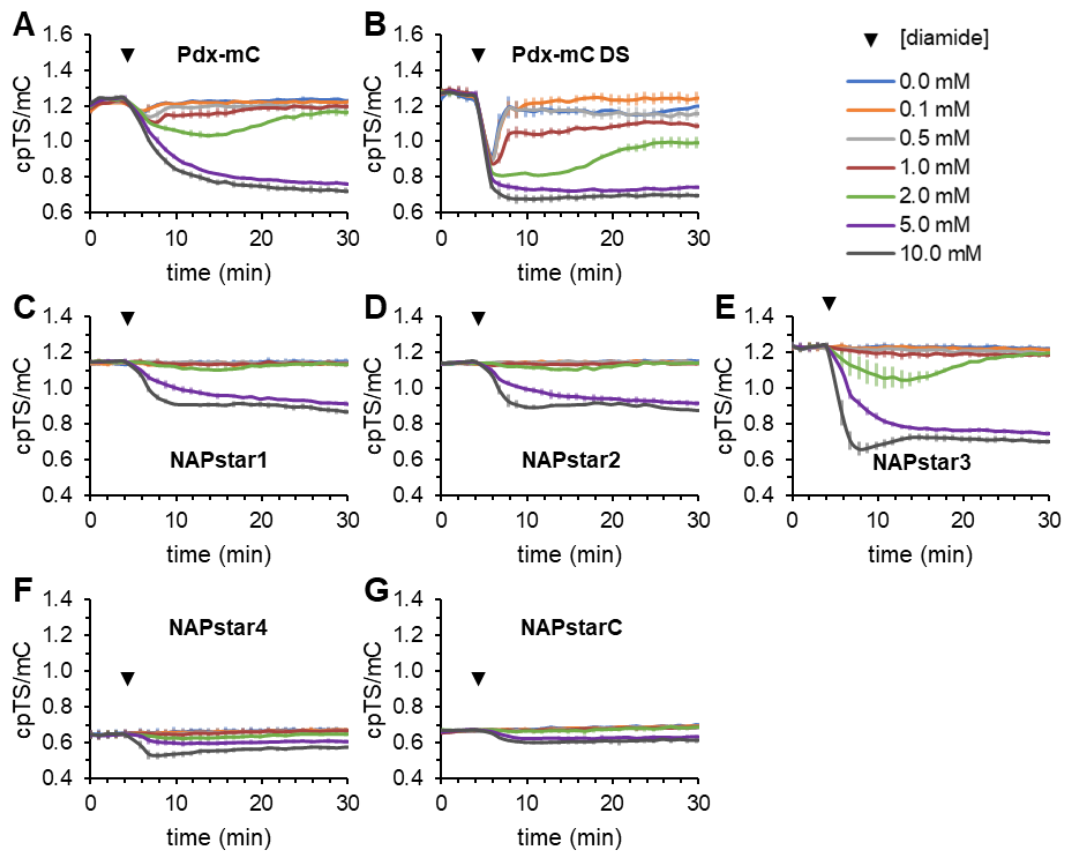 A
Pdx-mC
cpTS/mC
1.6
1.4
1.2
1.0
0.8
0.6
0 10 20 30
time (min)
B
Pdx-mC DS
cpTS/mC
1.6
1.4
1.2
1.0
0.8
0.6
0 10 20 30
time (min)
▼ [diamide]
0.0 mM
0.1 mM
0.5 mM
1.0 mM
2.0 mM
5.0 mM
10.0 mM
C
cpTS/mC
1.4
1.2
1.0
0.8
0.6
0.4
NAPstar1
0 10 20 30
time (min)
D
cpTS/mC
1.4
1.2
1.0
0.8
0.6
0.4
NAPstar2
0 10 20 30
time (min)
E
cpTS/mC
1.4
1.2
1.0
0.8
0.6
0.4
NAPstar3
0 10 20 30
time (min)
F
NAPstar4
cpTS/mC
1.4
1.2
1.0
0.8
0.6
0.4
0 10 20 30
time (min)
G
NAPstarC
cpTS/mC
1.4
1.2
1.0
0.8
0.6
0.4
0 10 20 30
time (min)